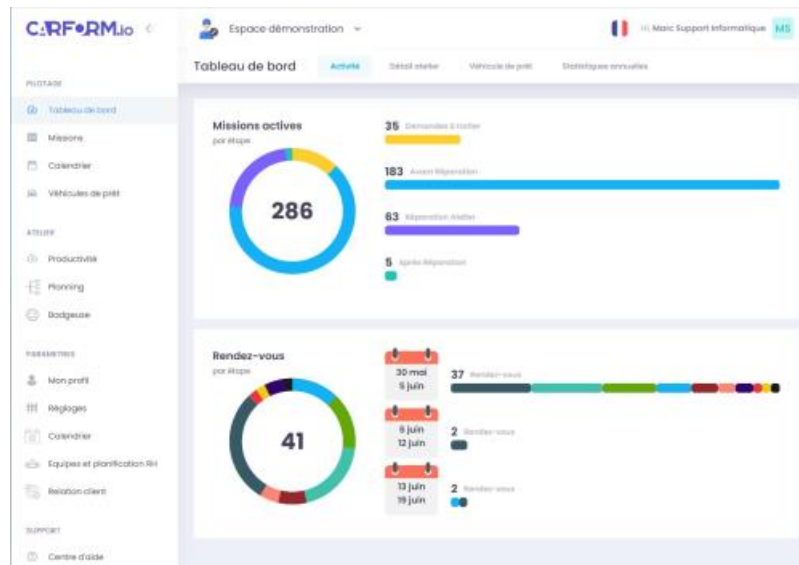 CARFORM.io
Espace démonstration
Hi, Marc Support Informatique
MS
Tableau de bord
Activité
Détail atelier
Véhicule de prêt
Statistiques annuelles
PILOTAGE
Tableau de bord
Missions
Calendrier
Véhicules de prêt
ATELIER
Productivité
Planning
Badgeuse
PARAMETRES
Mon profil
Réglages
Calendrier
Equipes et planification RH
Relation client
SUPPORT
Centre d'aide
Missions actives
par étape
286
35 Demandes à traiter
183 Avant Réparation
63 Réparation Atelier
5 Après Réparation
Rendez-vous
par étape
41
30 mai
5 juin
37 Rendez-vous
6 juin
12 juin
2 Rendez-vous
13 juin
19 juin
2 Rendez-vous